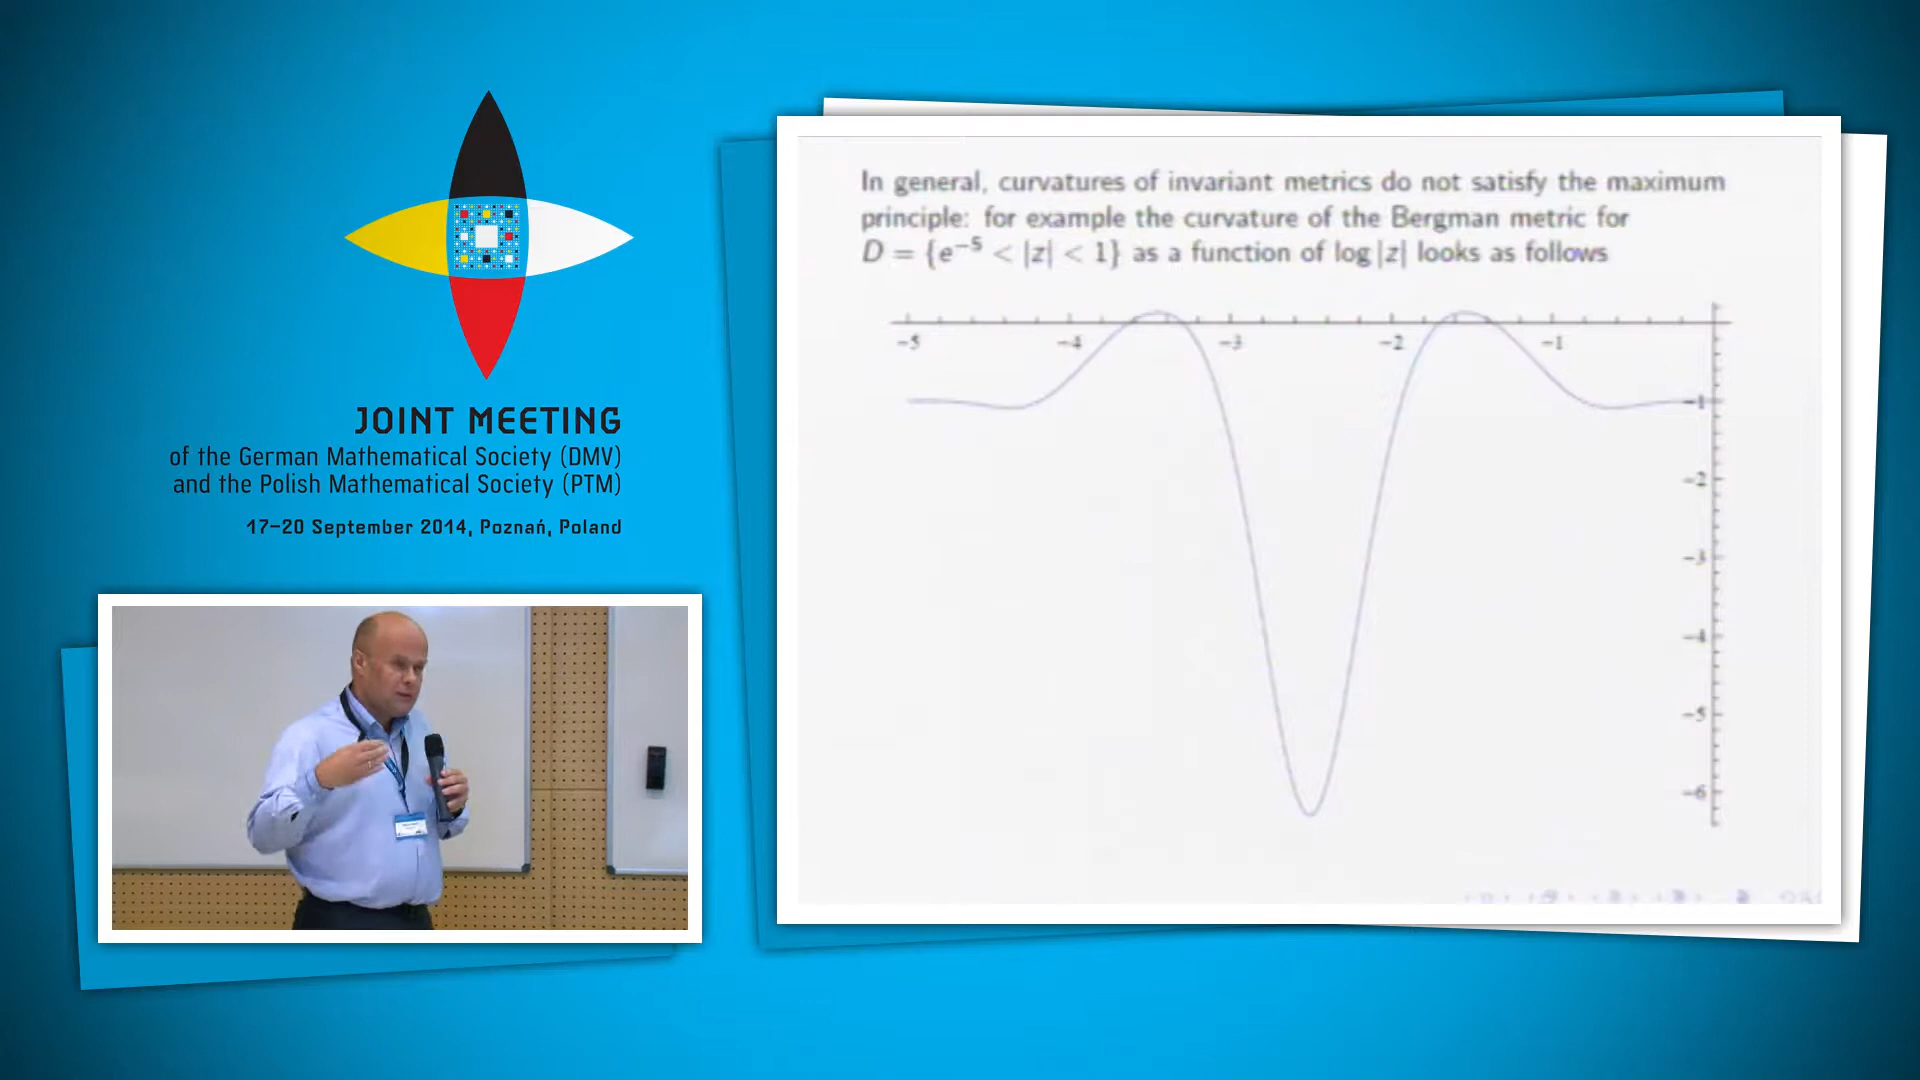 JOINT MEETING
of the German Mathematical Society (DMV)
and the Polish Mathematical Society (PTM)
17–20 September 2014, Poznań, Poland
In general, curvatures of invariant metrics do not satisfy the maximum
principle: for example the curvature of the Bergman metric for
D = {e⁻⁵ < |z| < 1} as a function of log |z| looks as follows
−5 −4 −3 −2 −1
−1
−2
−3
−4
−5
−6